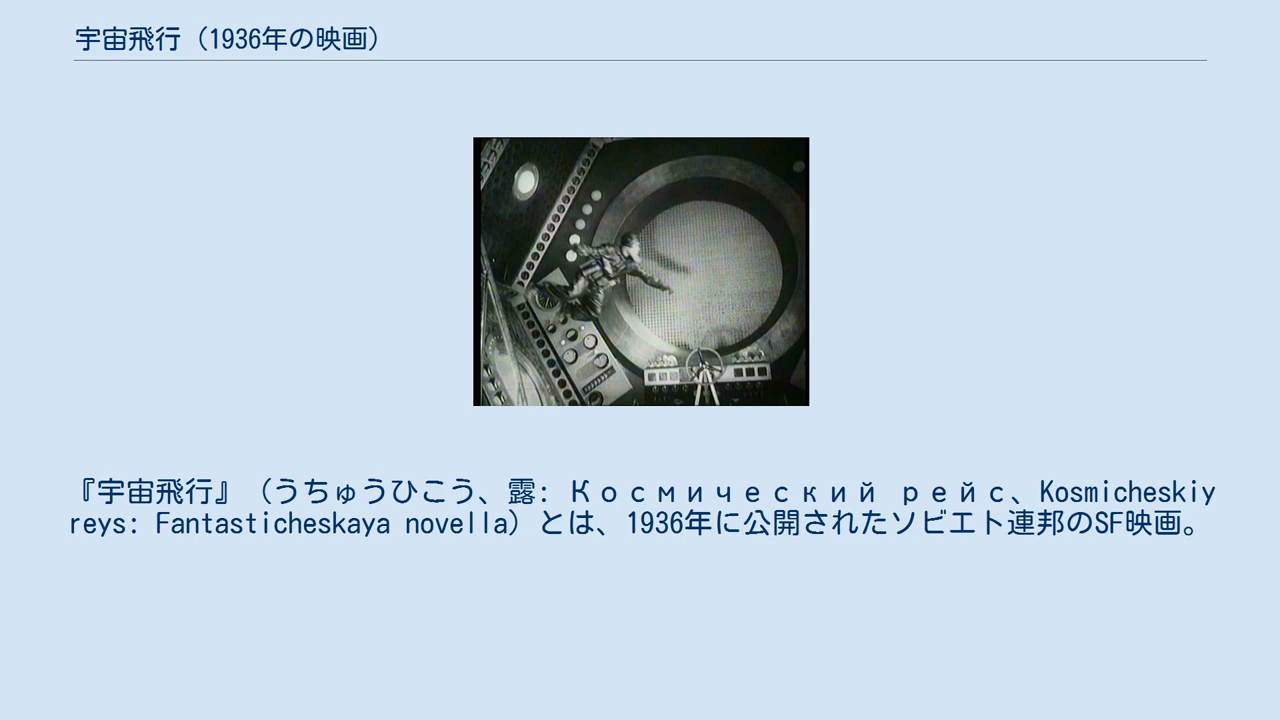 宇宙飛行（1936年の映画）
『宇宙飛行』（うちゅうひこう、露: Космический рейс、Kosmicheskiy
reys: Fantasticheskaya novella）とは、1936年に公開されたソビエト連邦のSF映画。